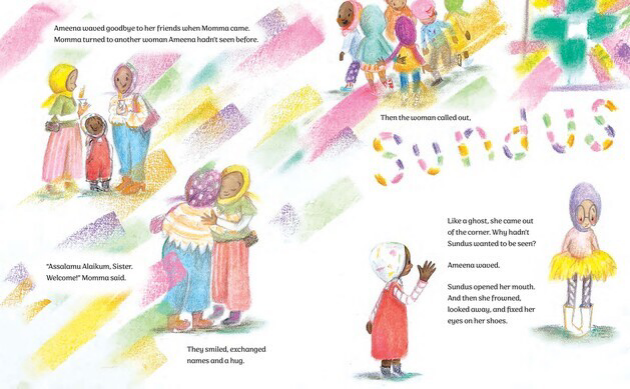 Ameena waved goodbye to her friends when Momma came.
Momma turned to another woman Ameena hadn't seen before.
"Assalamu Alaikum, Sister.
Welcome!" Momma said.
They smiled, exchanged
names and a hug.
Then the woman called out,
Sundus
Like a ghost, she came out
of the corner. Why hadn't
Sundus wanted to be seen?
Ameena waved.
Sundus opened her mouth.
And then she frowned,
looked away, and fixed her
eyes on her shoes.